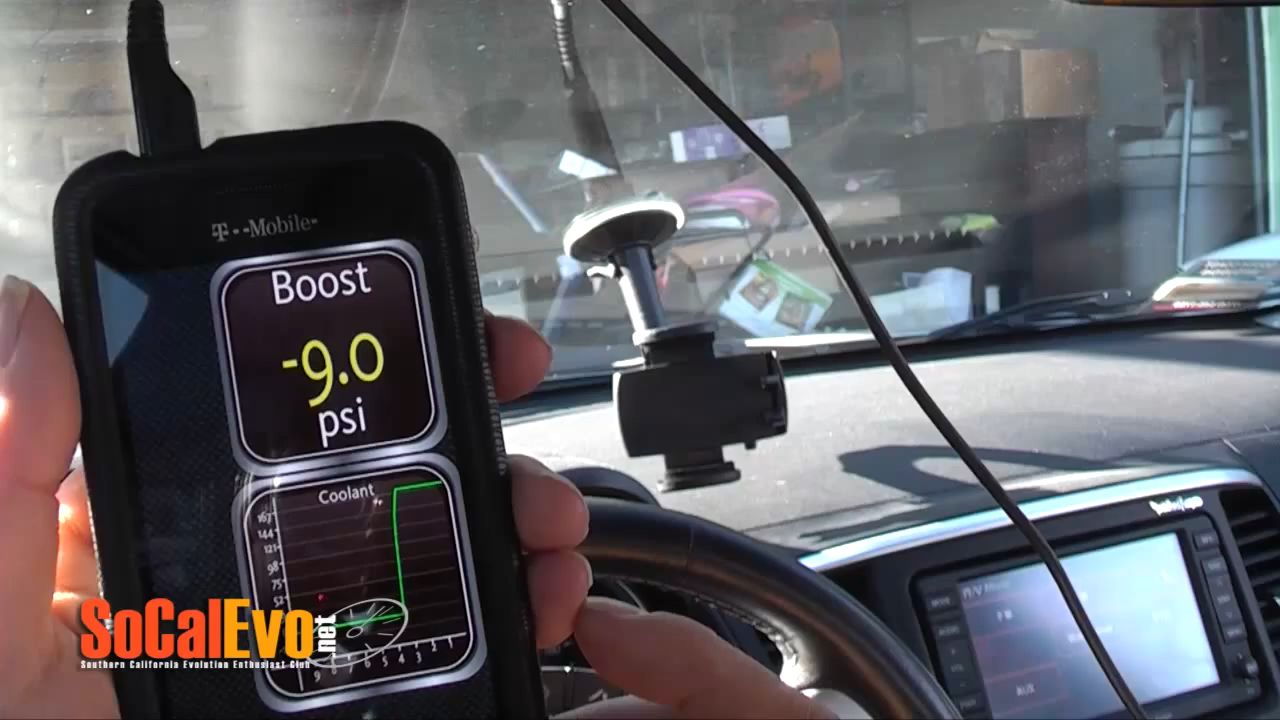 T··Mobile·
Boost
-9.0
psi
Coolant
°F
167
144
121
98
75
52
9 8 7 6 5 4 3 2 1
SoCalEvo.net
Southern California Evolution Enthusiast Club
AUX